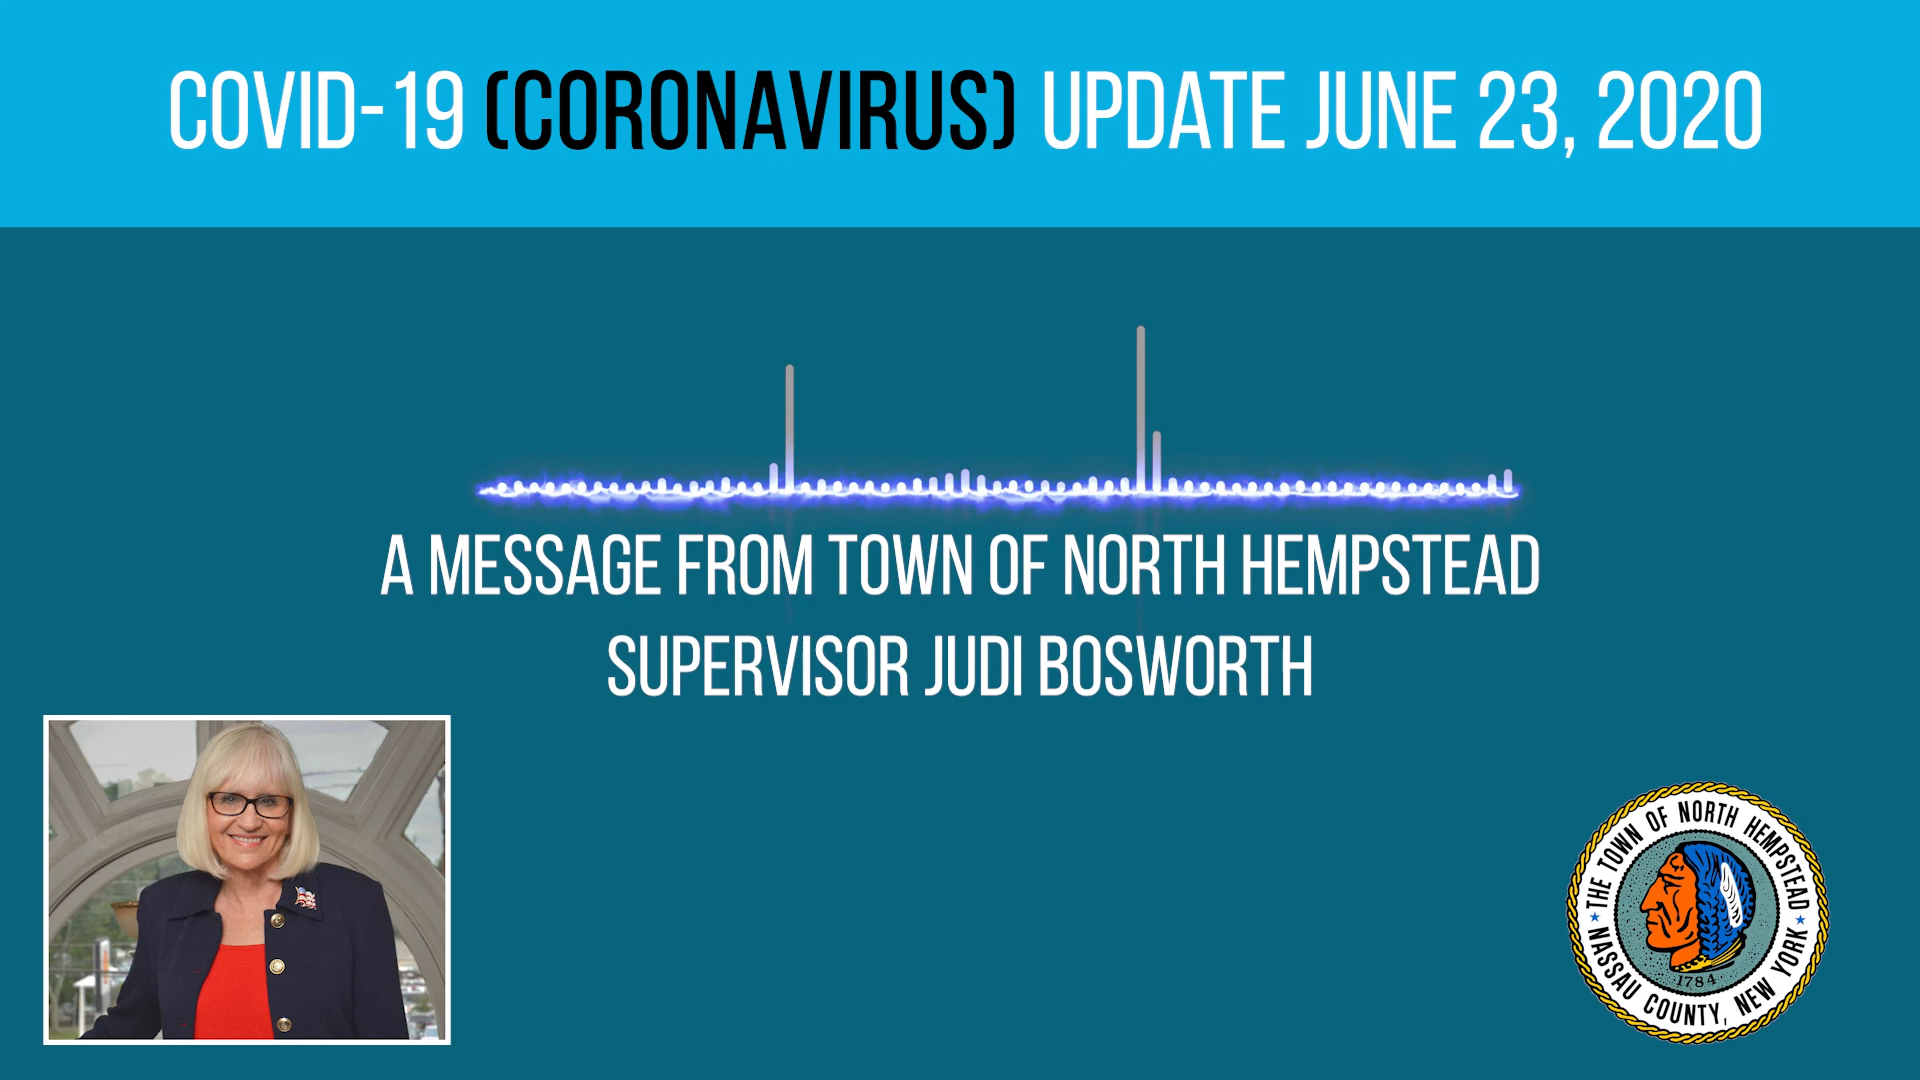 COVID-19 (CORONAVIRUS) UPDATE JUNE 23, 2020
A MESSAGE FROM TOWN OF NORTH HEMPSTEAD
SUPERVISOR JUDI BOSWORTH
THE TOWN OF NORTH HEMPSTEAD
NASSAU COUNTY, NEW YORK
1784